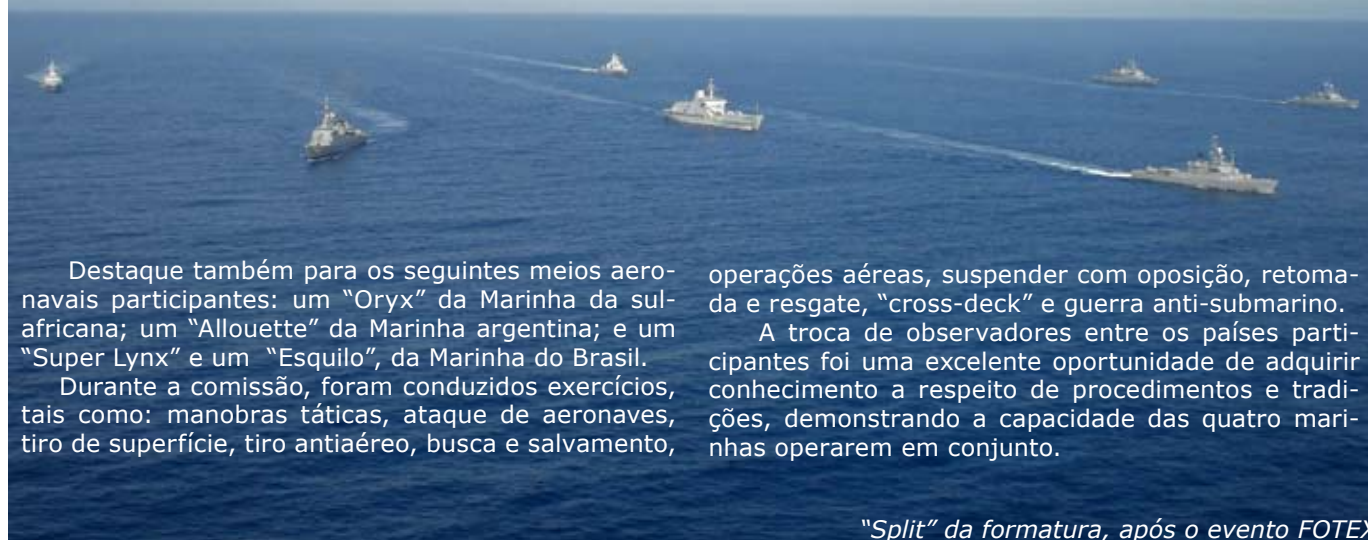 Destaque também para os seguintes meios aero-
navais participantes: um “Oryx” da Marinha da sul-
africana; um “Allouette” da Marinha argentina; e um
“Super Lynx” e um “Esquilo”, da Marinha do Brasil.
Durante a comissão, foram conduzidos exercícios,
tais como: manobras táticas, ataque de aeronaves,
tiro de superfície, tiro antiaéreo, busca e salvamento,
operações aéreas, suspender com oposição, retoma-
da e resgate, “cross-deck” e guerra anti-submarino.
A troca de observadores entre os países parti-
cipantes foi uma excelente oportunidade de adquirir
conhecimento a respeito de procedimentos e tradi-
ções, demonstrando a capacidade das quatro mari-
nhas operarem em conjunto.
“Split” da formatura, após o evento FOTEX